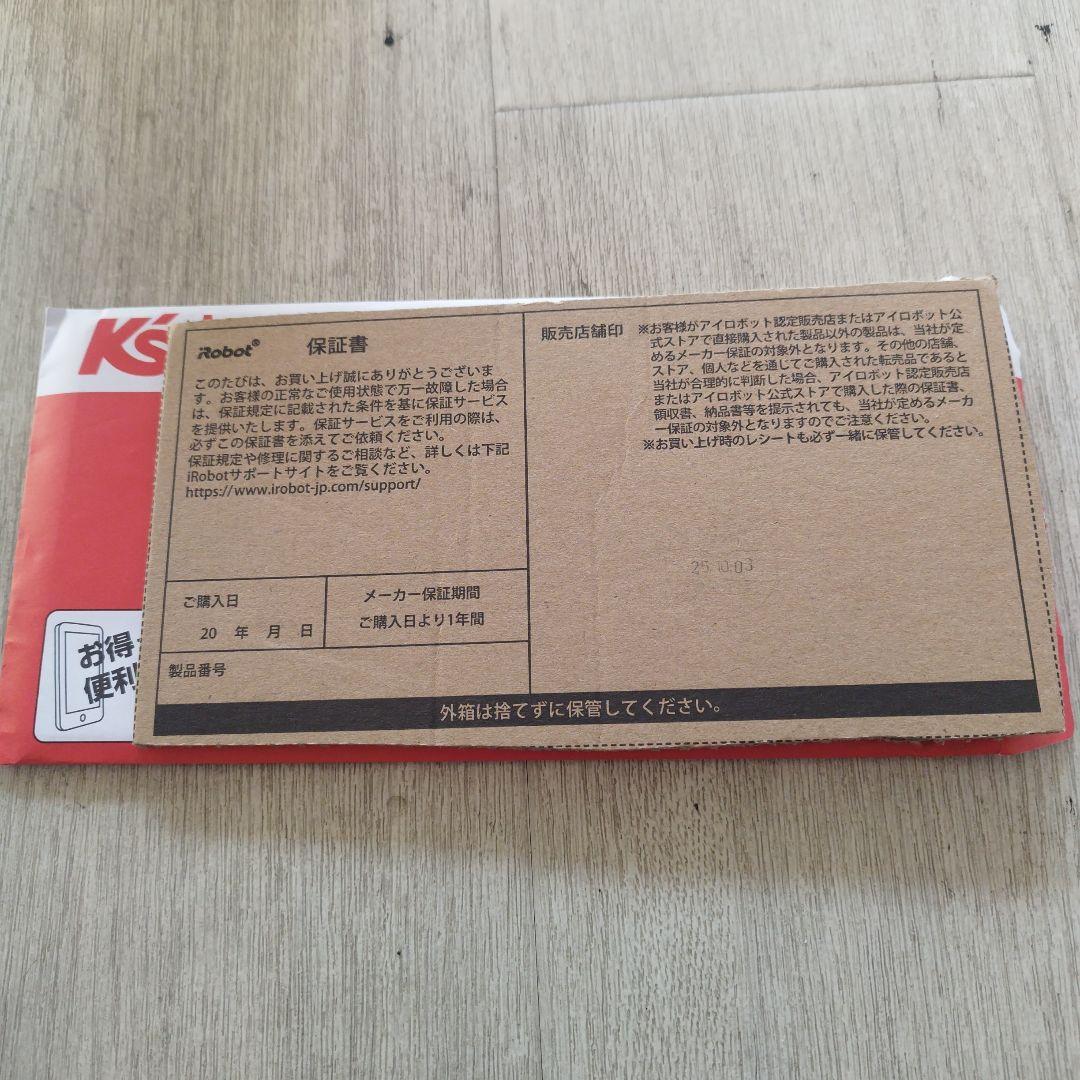 K's
iRobot® 保証書
このたびは、お買い上げ誠にありがとうございま
す。お客様の正常なご使用状態で万一故障した場合
は、保証規定に記載された条件を基に保証サービス
を提供いたします。保証サービスをご利用の際は、
必ずこの保証書を添えてご依頼ください。
保証規定や修理に関するご相談など、詳しくは下記
iRobotサポートサイトをご覧ください。
https://www.irobot-jp.com/support/
ご購入日
20 年 月 日
メーカー保証期間
ご購入日より1年間
製品番号
販売店舗印
※お客様がアイロボット認定販売店またはアイロボット公
式ストアで直接購入された製品以外の製品は、当社が定
めるメーカー保証の対象外となります。その他の店舗、
ストア、個人などを通じてご購入された転売品であると
当社が合理的に判断した場合、アイロボット認定販売店
またはアイロボット公式ストアで購入した際の保証書、
領収書、納品書等を提示されても、当社が定めるメーカ
ー保証の対象外となりますのでご注意ください。
※お買い上げ時のレシートも必ず一緒に保管してください。
25.10.03
外箱は捨てずに保管してください。
お得
便利